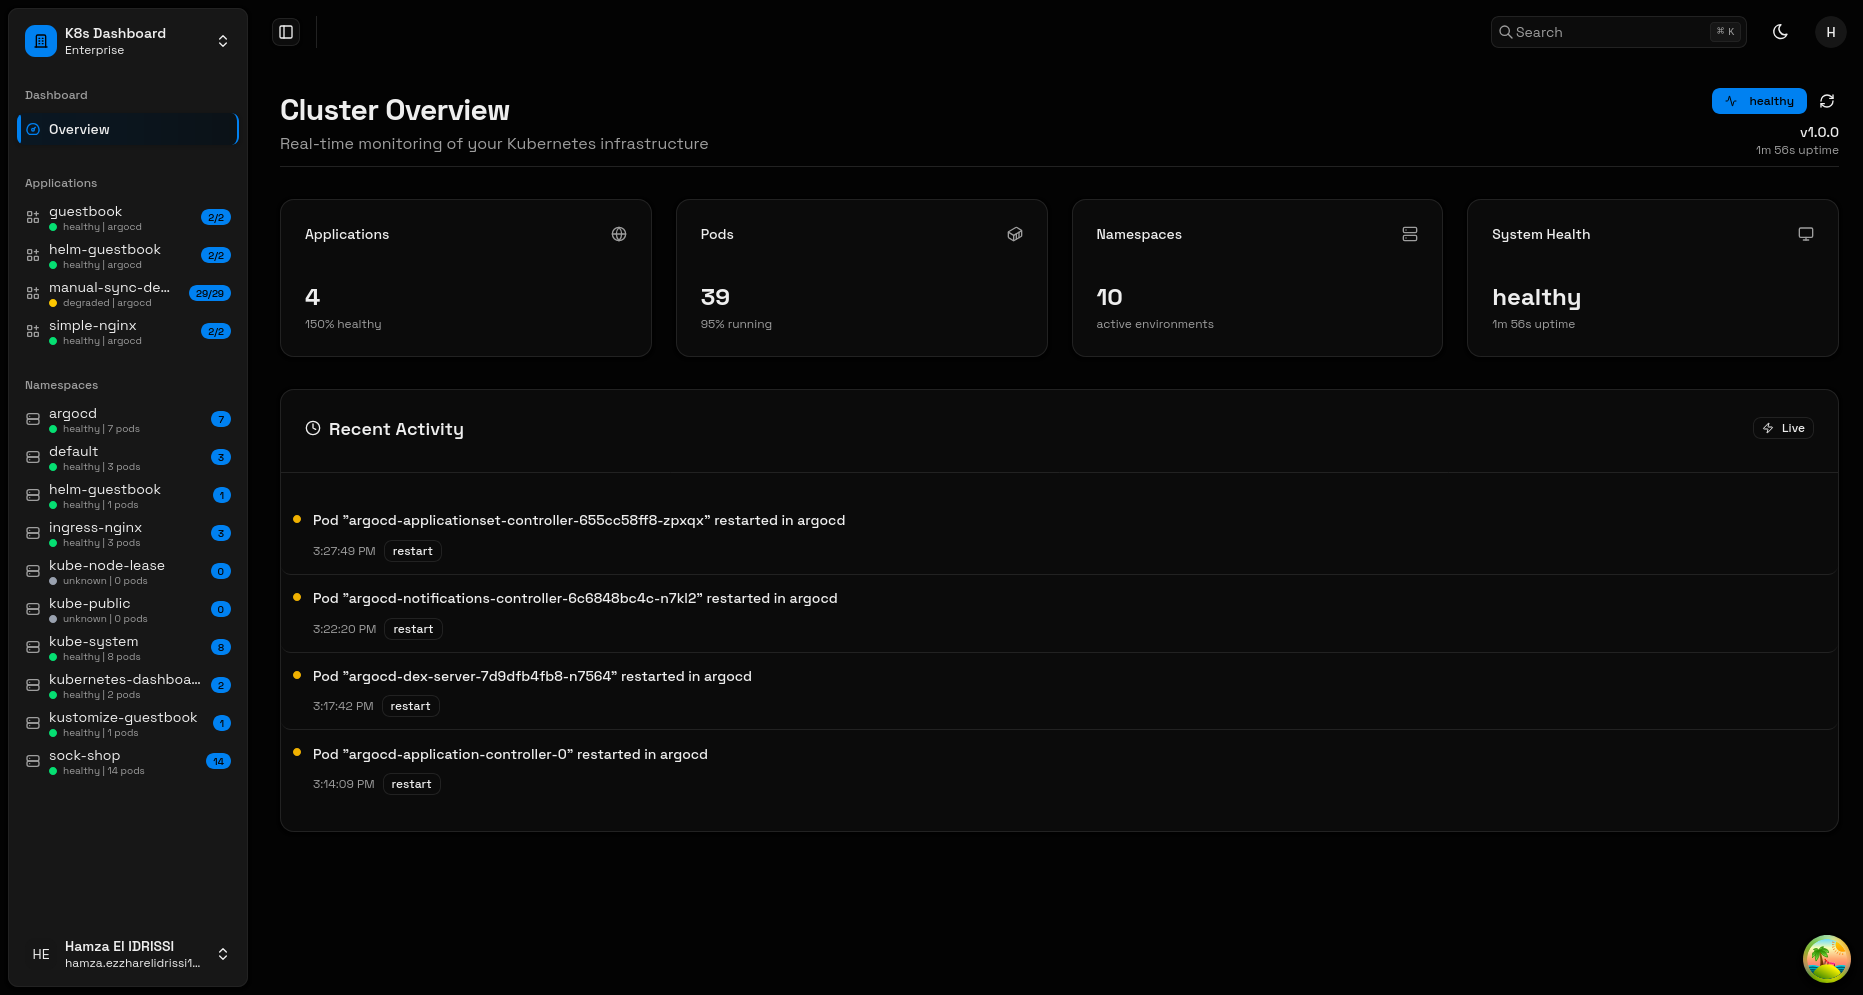 K8s Dashboard
Enterprise
Dashboard
Overview
Applications
guestbook
healthy | argocd
2/2
helm-guestbook
healthy | argocd
2/2
manual-sync-de...
degraded | argocd
29/29
simple-nginx
healthy | argocd
2/2
Namespaces
argocd
healthy | 7 pods
7
default
healthy | 3 pods
3
helm-guestbook
healthy | 1 pods
1
ingress-nginx
healthy | 3 pods
3
kube-node-lease
unknown | 0 pods
0
kube-public
unknown | 0 pods
0
kube-system
healthy | 8 pods
8
kubernetes-dashboa...
healthy | 2 pods
2
kustomize-guestbook
healthy | 1 pods
1
sock-shop
healthy | 14 pods
14
HE
Hamza El IDRISSI
hamza.ezzharelidrissi1...
Search
⌘ K
H
Cluster Overview
Real-time monitoring of your Kubernetes infrastructure
healthy
v1.0.0
1m 56s uptime
Applications
4
150% healthy
Pods
39
95% running
Namespaces
10
active environments
System Health
healthy
1m 56s uptime
Recent Activity
Live
Pod "argocd-applicationset-controller-655cc58ff8-zpxqx" restarted in argocd
3:27:49 PM restart
Pod "argocd-notifications-controller-6c6848bc4c-n7kl2" restarted in argocd
3:22:20 PM restart
Pod "argocd-dex-server-7d9dfb4fb8-n7564" restarted in argocd
3:17:42 PM restart
Pod "argocd-application-controller-0" restarted in argocd
3:14:09 PM restart